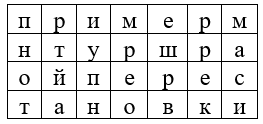 п р и м е р м
н т у р ш р а
о й п е р е с
т а н о в к и